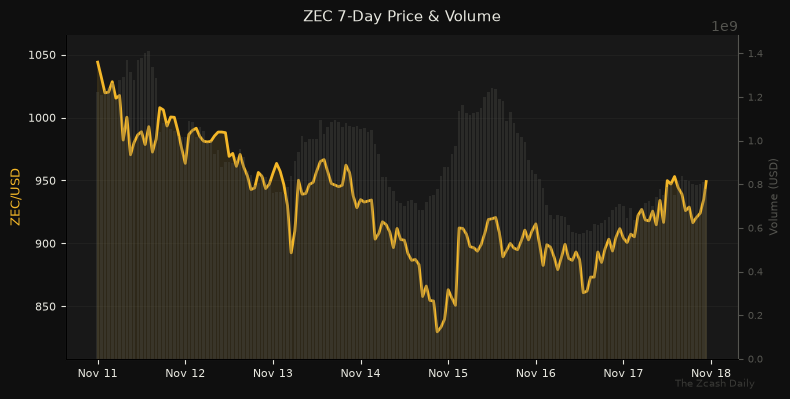 ZEC 7-Day Price & Volume
1e9
ZEC/USD
1050
1000
950
900
850
1.4
1.2
1.0
0.8
0.6
0.4
0.2
0.0
Volume (USD)
Nov 11 Nov 12 Nov 13 Nov 14 Nov 15 Nov 16 Nov 17 Nov 18
The Zcash Daily